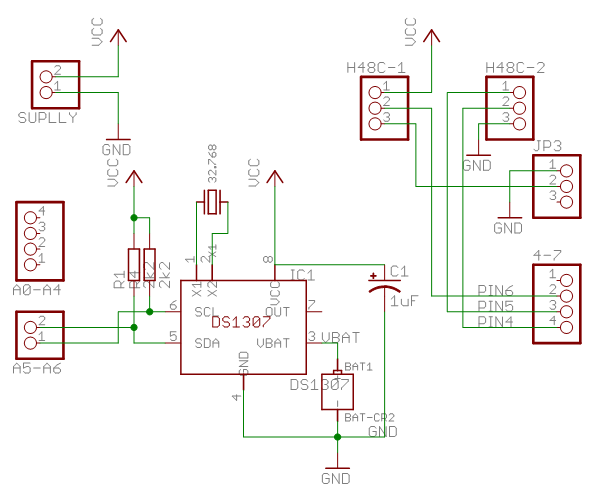 VCC
VCC
H48C-1
H48C-2
2
1
SUPLLY
1
2
3
1
2
3
GND
VCC
32.768
VCC
GND
JP3
1
2
3
GND
4
3
2
1
A0-A4
1
2
X1
8
IC1
C1
1uF
4-7
1
2
3
4
PIN6
PIN5
PIN4
R1
R4
2k2
2k2
X1
X2
VCC
6
SCL
OUT
7
DS1307
5
SDA
VBAT
3
VBAT
GND
4
2
1
A5-A6
BAT1
DS1307
BAT-CR2
GND
GND